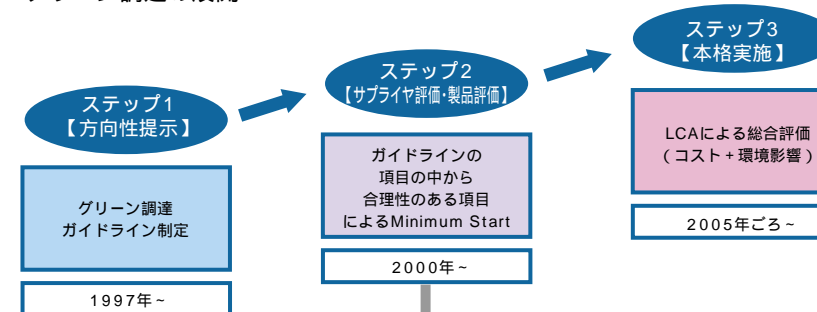 ステップ1
【方向性提示】
グリーン調達
ガイドライン制定
1997年~
ステップ2
【サプライヤ評価・製品評価】
ガイドラインの
項目の中から
合理性のある項目
によるMinimum Start
2000年~
ステップ3
【本格実施】
LCAによる総合評価
(コスト+環境影響)
2005年ごろ~